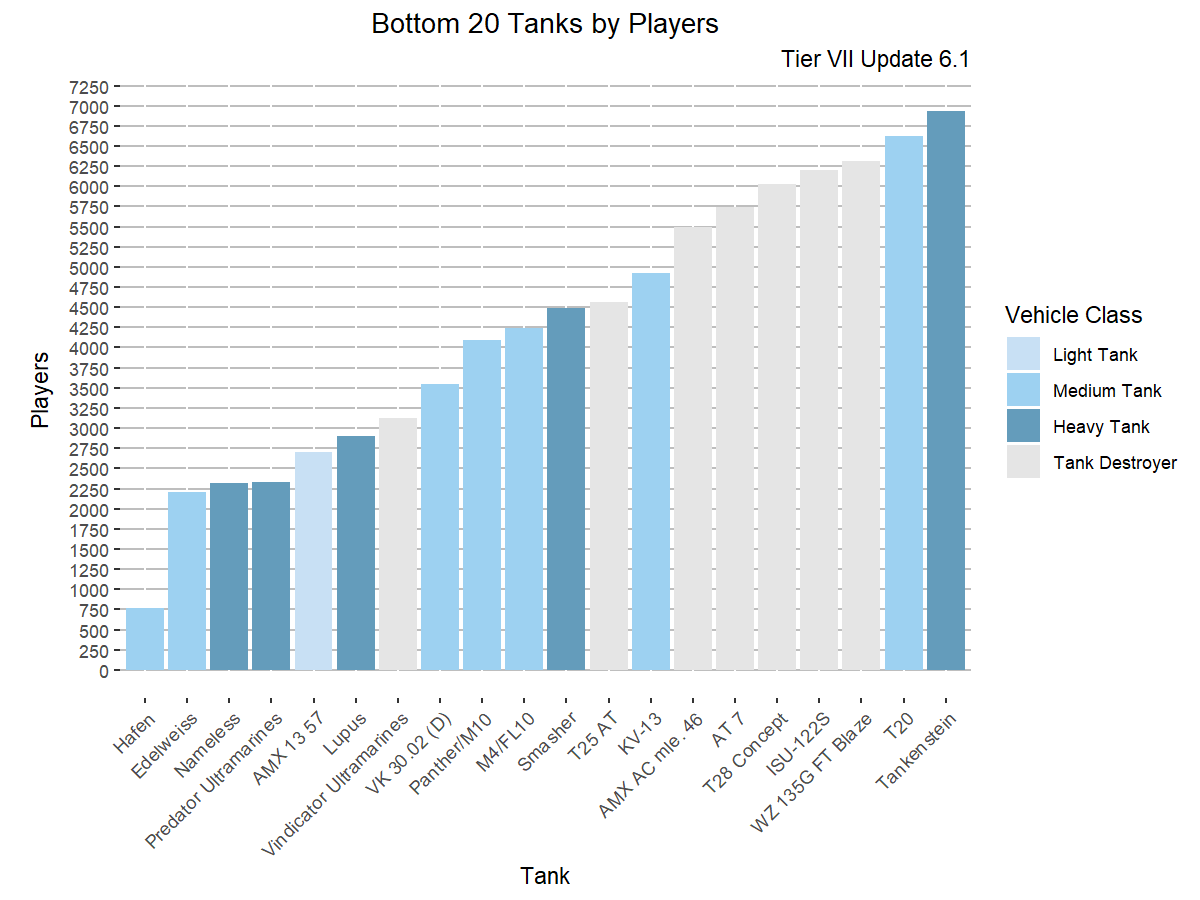 Bottom 20 Tanks by Players
Tier VII Update 6.1
Players
7250
7000
6750
6500
6250
6000
5750
5500
5250
5000
4750
4500
4250
4000
3750
3500
3250
3000
2750
2500
2250
2000
1750
1500
1250
1000
750
500
250
0
Hafen
Edelweiss
Nameless
Predator Ultramarines
AMX 13 57
Lupus
Vindicator Ultramarines
VK 30.02 (D)
Panther/M10
M4/FL10
Smasher
T25 AT
KV-13
AMX AC mle. 46
AT 7
T28 Concept
ISU-122S
WZ 135G FT Blaze
T20
Tankenstein
Tank
Vehicle Class
Light Tank
Medium Tank
Heavy Tank
Tank Destroyer